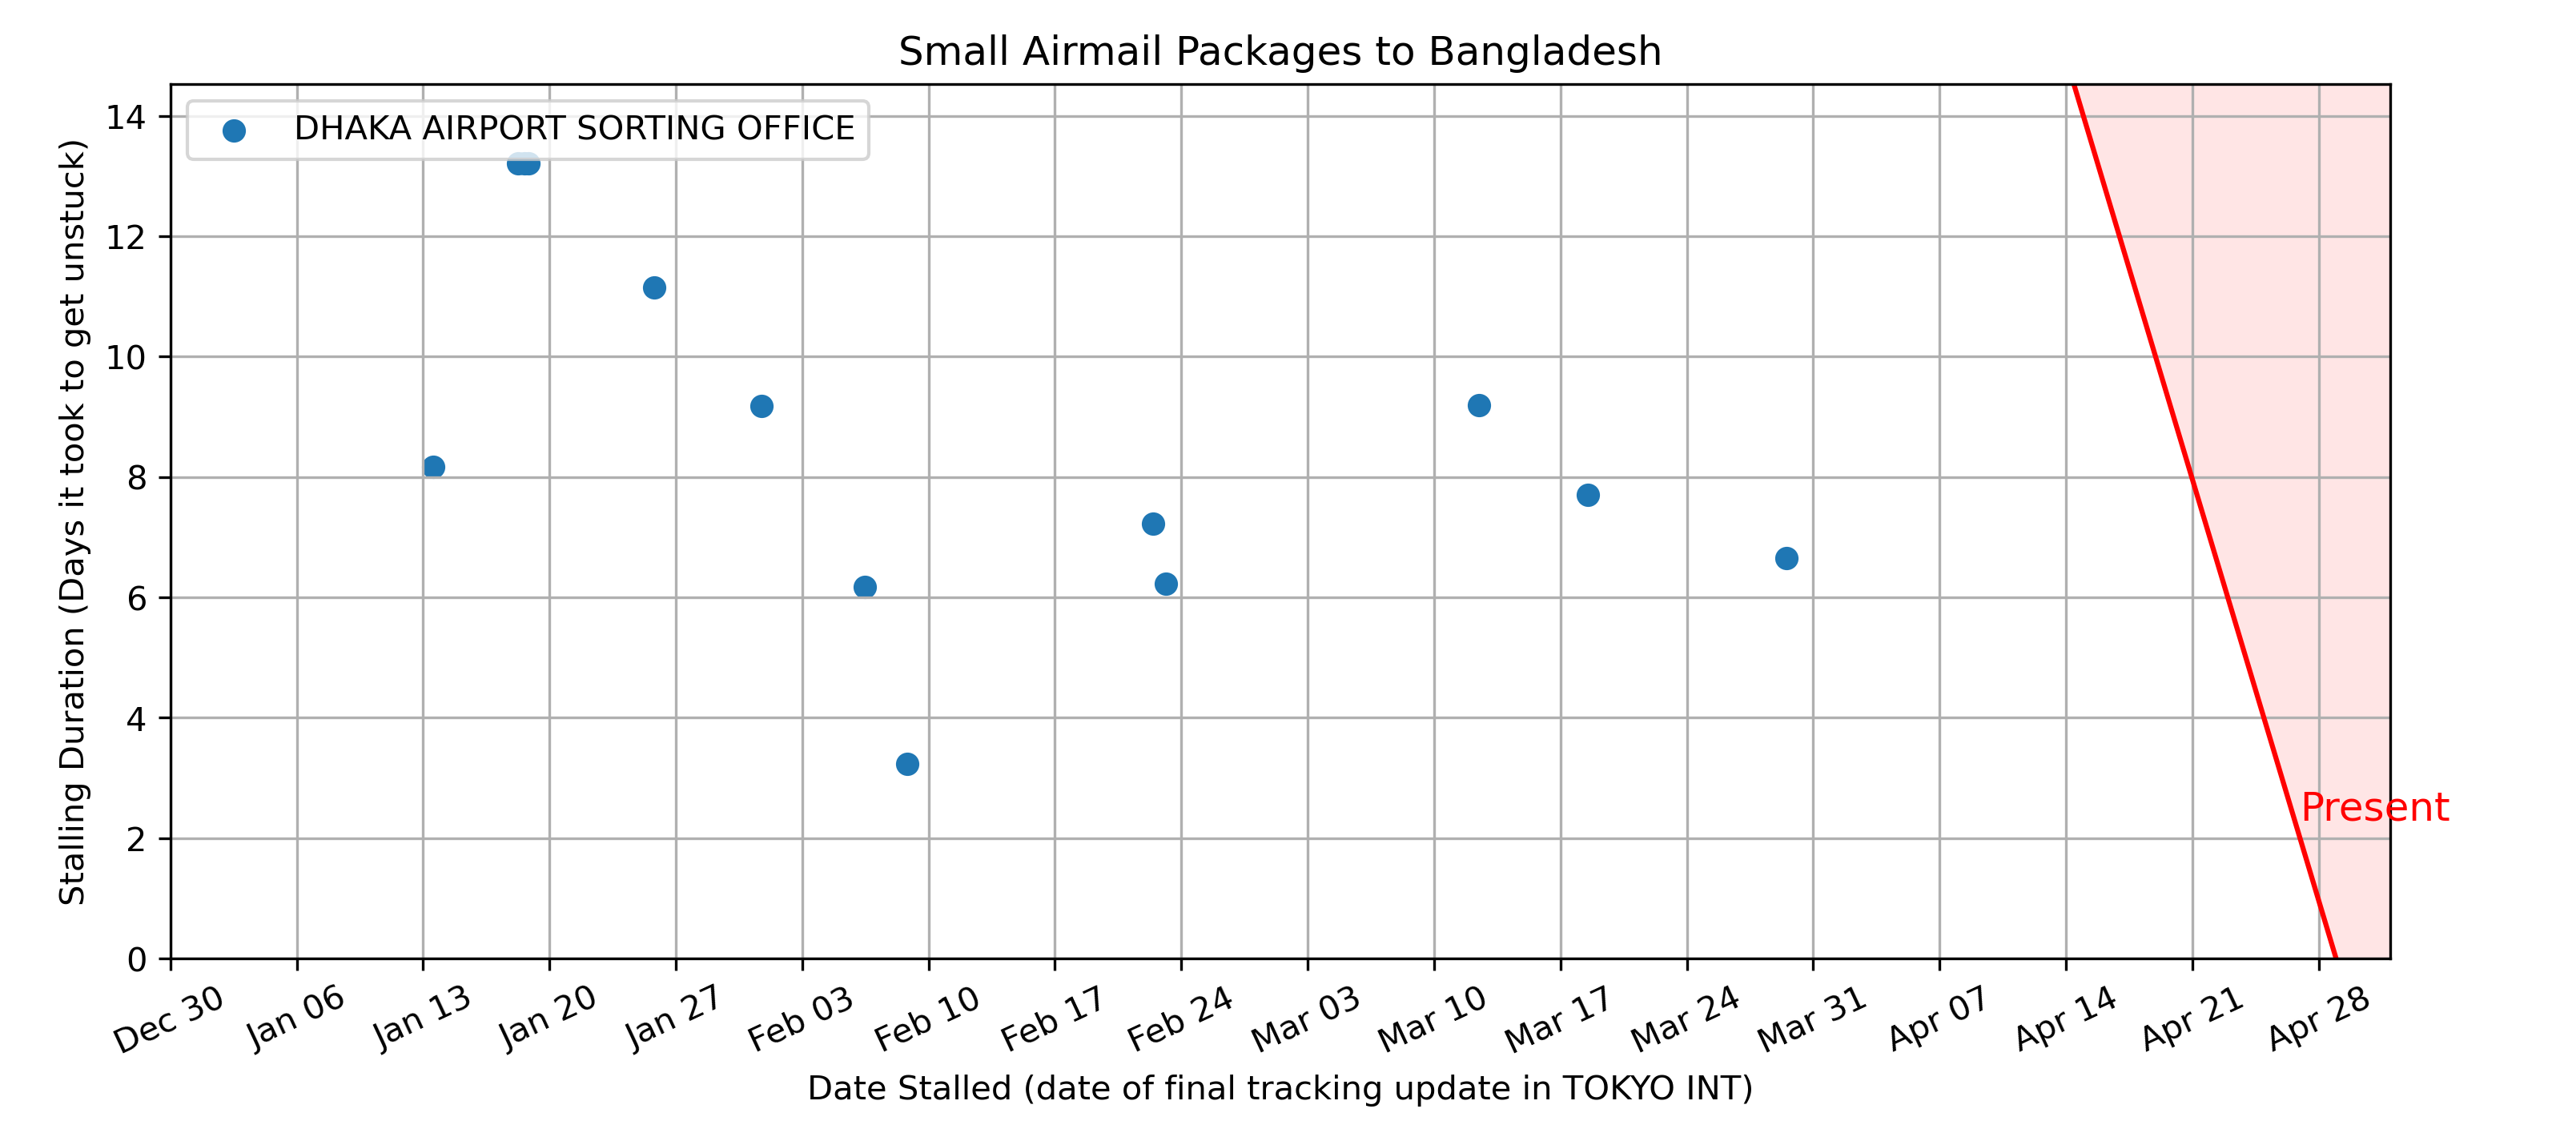 Small Airmail Packages to Bangladesh
DHAKA AIRPORT SORTING OFFICE
Stalling Duration (Days it took to get unstuck)
14
12
10
8
6
4
2
0
Present
Dec 30 Jan 06 Jan 13 Jan 20 Jan 27 Feb 03 Feb 10 Feb 17 Feb 24 Mar 03 Mar 10 Mar 17 Mar 24 Mar 31 Apr 07 Apr 14 Apr 21 Apr 28
Date Stalled (date of final tracking update in TOKYO INT)